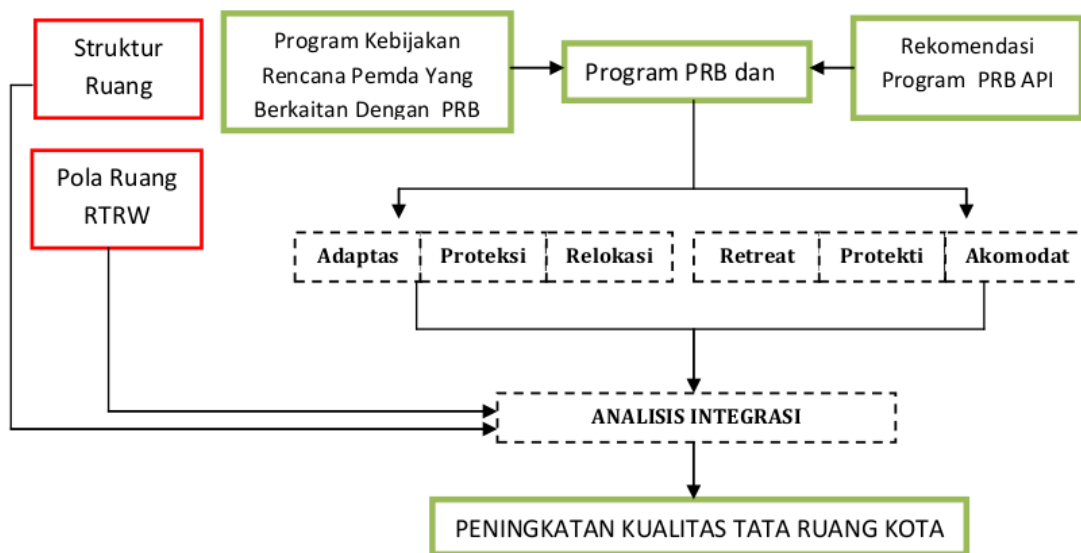 Struktur
Ruang
Program Kebijakan
Rencana Pemda Yang
Berkaitan Dengan PRB
Program PRB dan
Rekomendasi
Program PRB API
Pola Ruang
RTRW
Adaptas
Proteksi
Relokasi
Retreat
Protekti
Akomodat
ANALISIS INTEGRASI
PENINGKATAN KUALITAS TATA RUANG KOTA